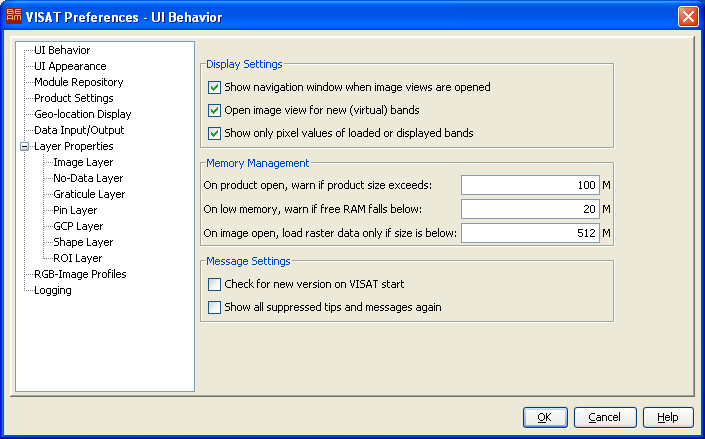 BEAM
VISAT Preferences - UI Behavior
UI Behavior
UI Appearance
Module Repository
Product Settings
Geo-location Display
Data Input/Output
Layer Properties
Image Layer
No-Data Layer
Graticule Layer
Pin Layer
GCP Layer
Shape Layer
ROI Layer
RGB-Image Profiles
Logging
Display Settings
Show navigation window when image views are opened
Open image view for new (virtual) bands
Show only pixel values of loaded or displayed bands
Memory Management
On product open, warn if product size exceeds: 100 M
On low memory, warn if free RAM falls below: 20 M
On image open, load raster data only if size is below: 512 M
Message Settings
Check for new version on VISAT start
Show all suppressed tips and messages again
OK Cancel Help